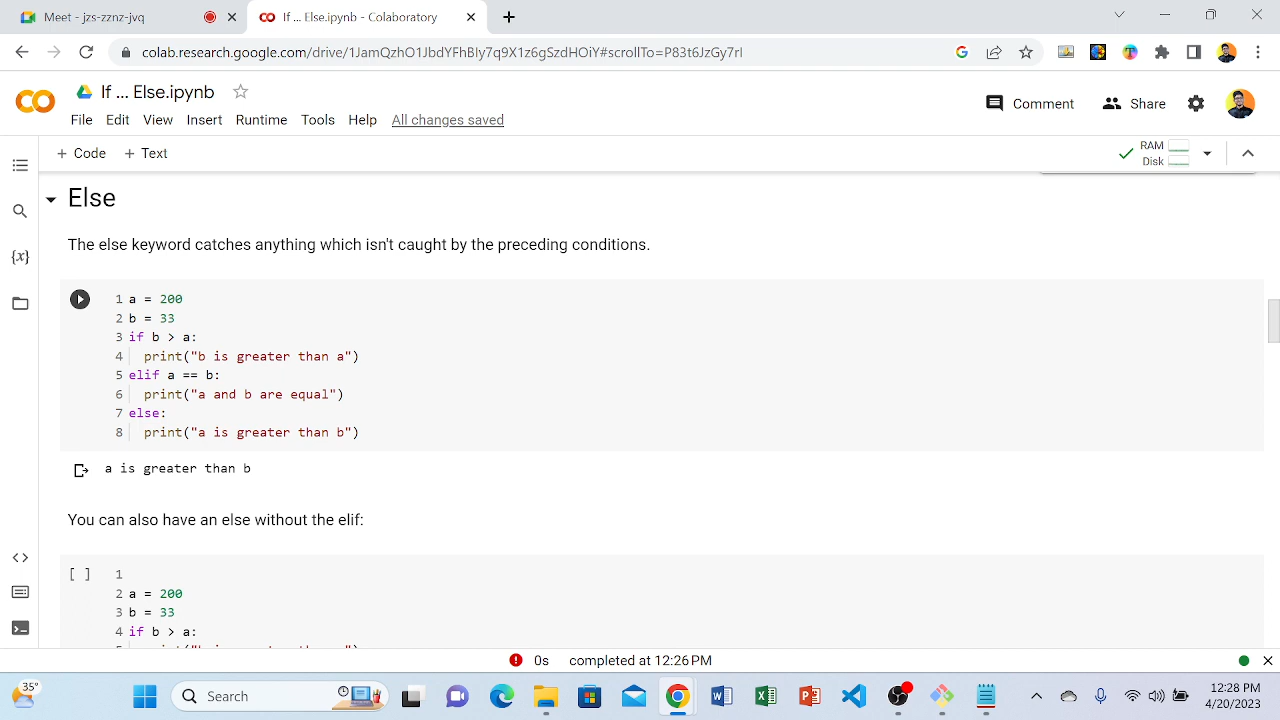 Meet - jzs-zznz-jvq
If ... Else.ipynb - Colaboratory
colab.research.google.com/drive/1JamQzhO1JbdYFhBIy7q9X1z6gSzdHOiY#scrollTo=P83t6JzGy7rI
If ... Else.ipynb
Comment
Share
File Edit View Insert Runtime Tools Help All changes saved
+ Code + Text
RAM
Disk
Else
The else keyword catches anything which isn't caught by the preceding conditions.
1 a = 200
2 b = 33
3 if b > a:
4 print("b is greater than a")
5 elif a == b:
6 print("a and b are equal")
7 else:
8 print("a is greater than b")
a is greater than b
You can also have an else without the elif:
[ ] 1
2 a = 200
3 b = 33
4 if b > a:
0s completed at 12:26 PM
35°
Search
12:28 PM
4/20/2023